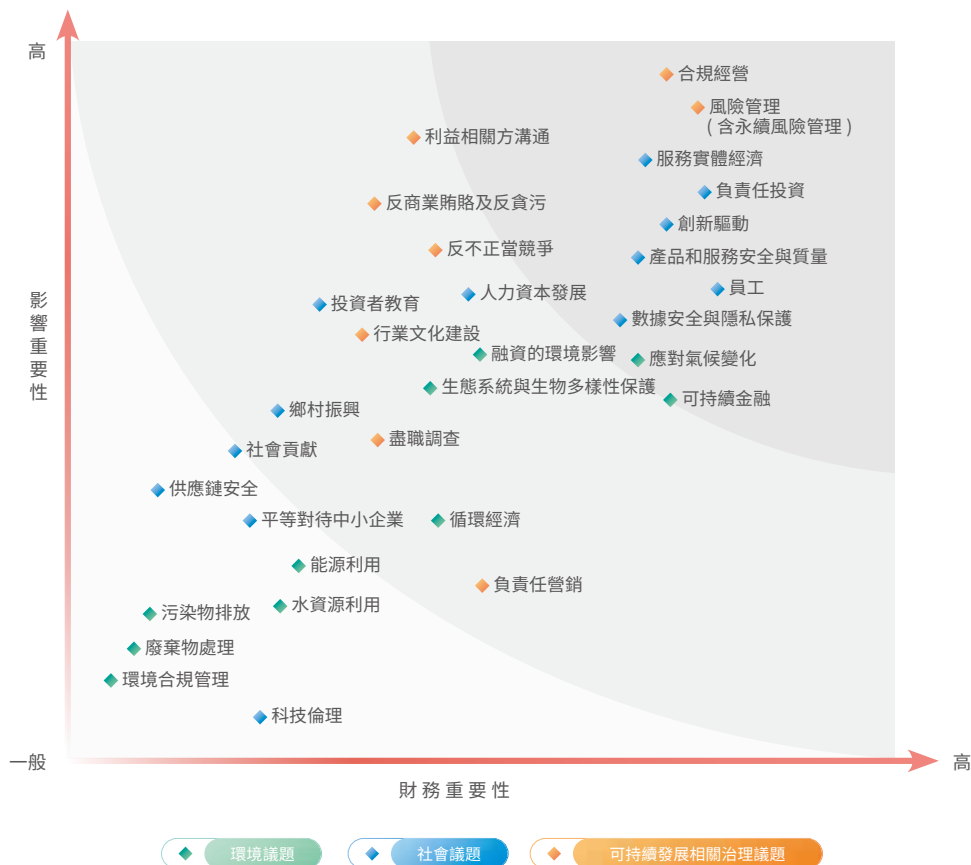 高
合規經營
風險管理
( 含永續風險管理 )
利益相關方溝通
服務實體經濟
負責任投資
反商業賄賂及反貪污
創新驅動
反不正當競爭
產品和服務安全與質量
員工
人力資本發展
投資者教育
數據安全與隱私保護
行業文化建設
融資的環境影響
應對氣候變化
生態系統與生物多樣性保護
可持續金融
影響重要性
鄉村振興
盡職調查
社會貢獻
供應鏈安全
平等對待中小企業
循環經濟
能源利用
負責任營銷
水資源利用
污染物排放
廢棄物處理
環境合規管理
科技倫理
一般
高
財務重要性
環境議題
社會議題
可持續發展相關治理議題